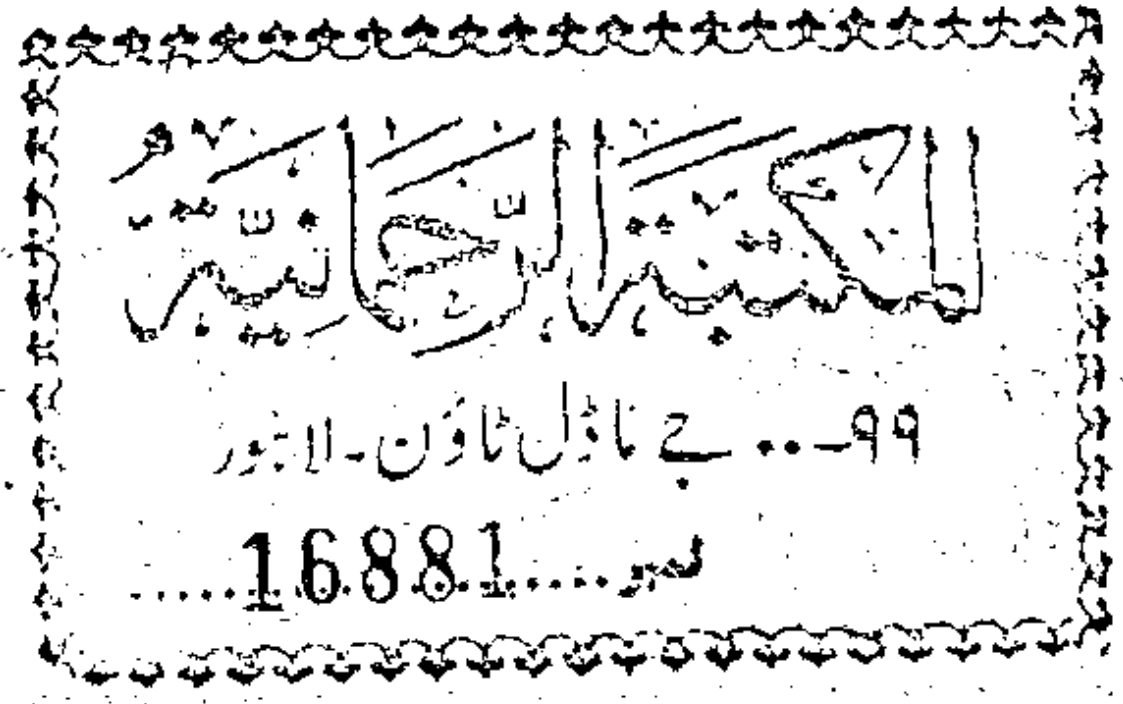 المكتبة الرحمانية
۹۹-.. جے ماڈل ٹاؤن - لاہور
نمبر....16881....